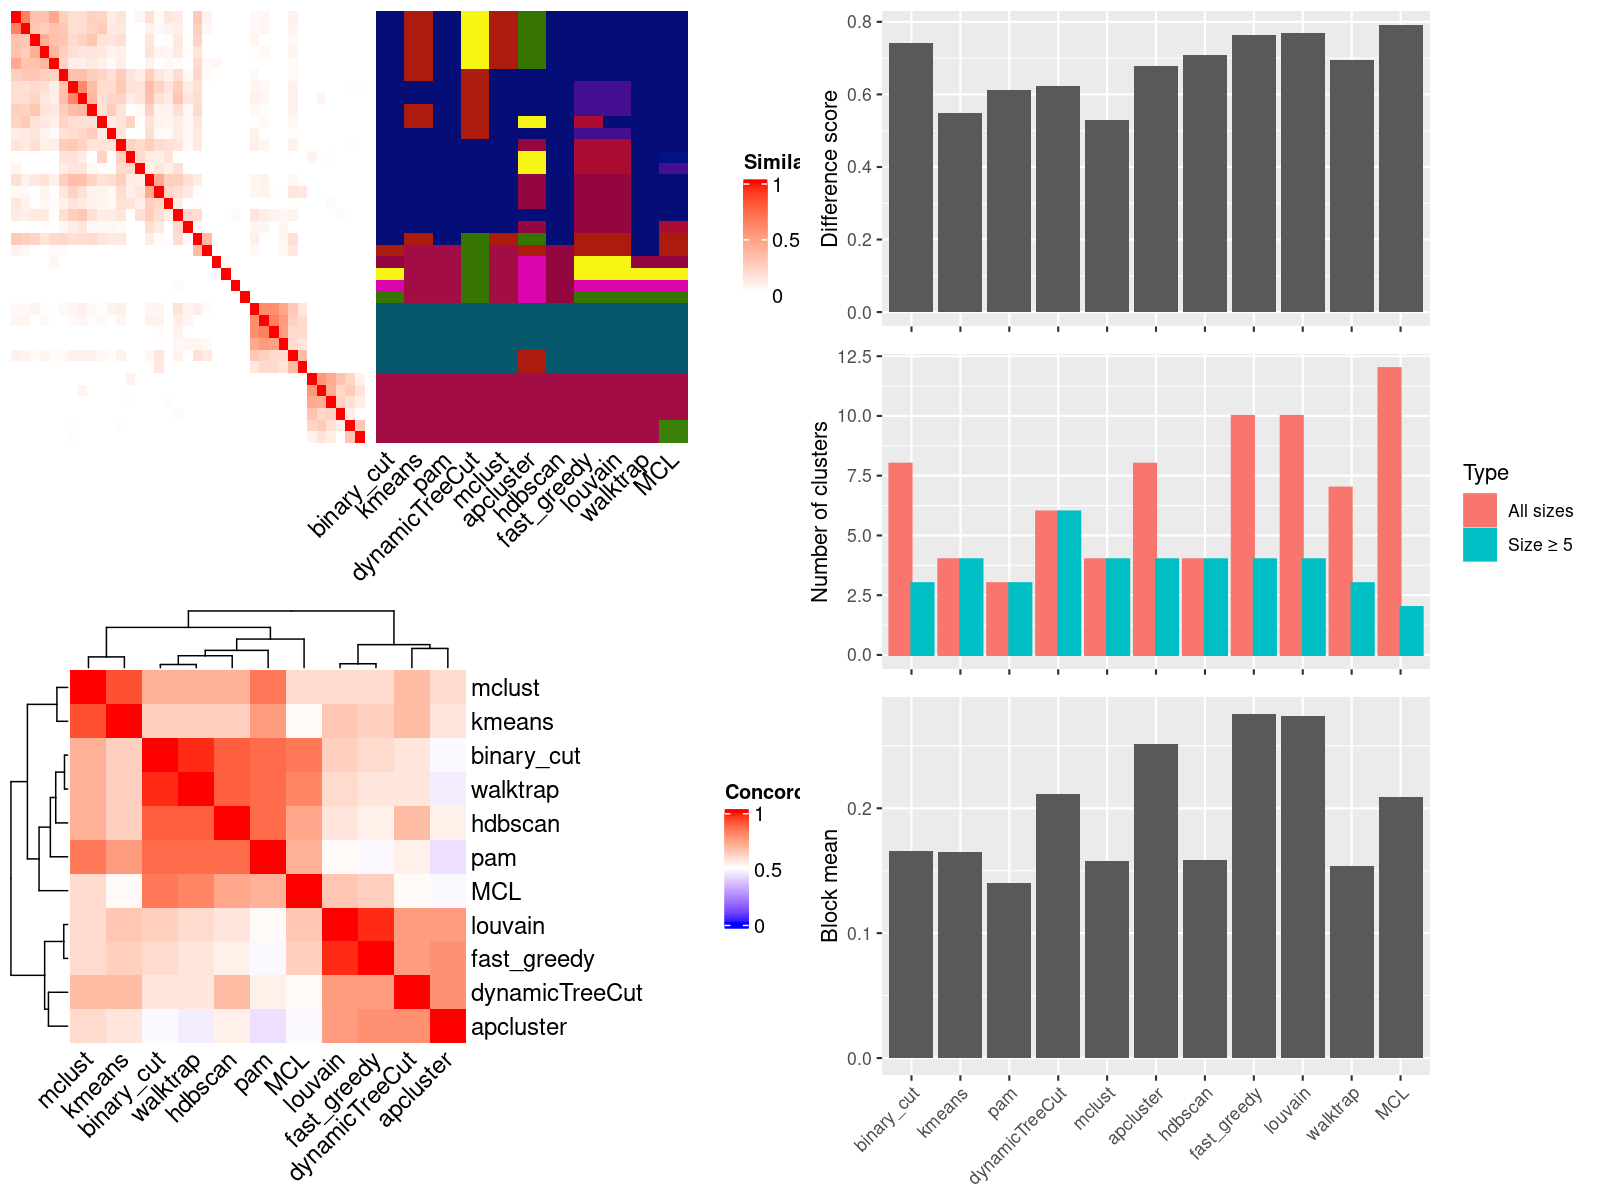 Simila
1
0.5
0
binary_cut
kmeans
pam
dynamicTreeCut
mclust
apcluster
hdbscan
fast_greedy
louvain
walktrap
MCL
mclust
kmeans
binary_cut
walktrap
hdbscan
pam
MCL
louvain
fast_greedy
dynamicTreeCut
apcluster
mclust
kmeans
binary_cut
walktrap
hdbscan
pam
MCL
louvain
fast_greedy
dynamicTreeCut
apcluster
Concord
1
0.5
0
Difference score
0.8
0.6
0.4
0.2
0.0
Number of clusters
12.5
10.0
7.5
5.0
2.5
0.0
Type
All sizes
Size ≥ 5
Block mean
0.2
0.1
0.0
binary_cut
kmeans
pam
dynamicTreeCut
mclust
apcluster
hdbscan
fast_greedy
louvain
walktrap
MCL